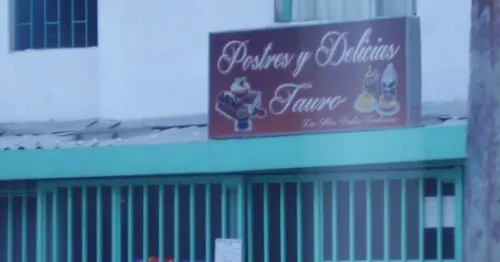 Postres y Delicias
Tauro